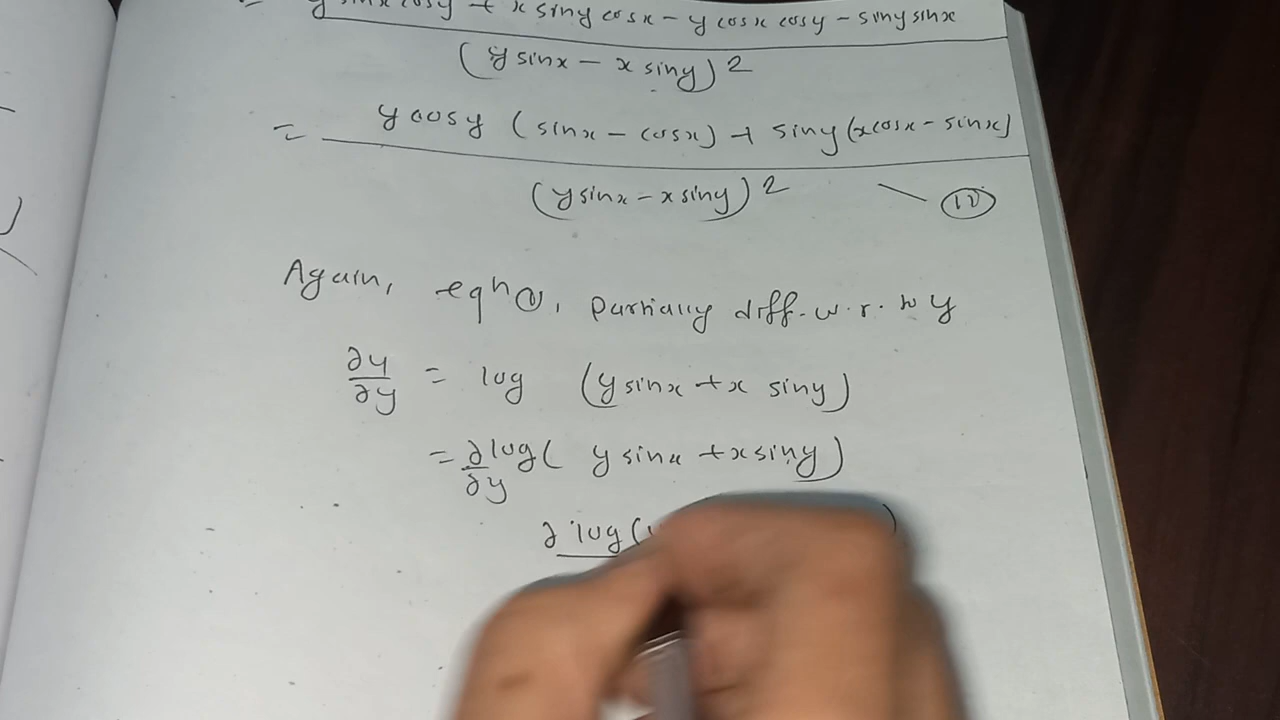 y sinx cosy + x siny cosx - y cosx cosy - siny sinx
(y sinx - x siny) 2
= y cosy (sinx - cosx) + siny (x cosx - sinx)
(y sinx - x siny) 2
Again, eqn , partially diff. w.r. to y
∂u/∂y = log (y sinx + x siny)
= ∂/∂y log ( y sinx + x siny)
∂ log (